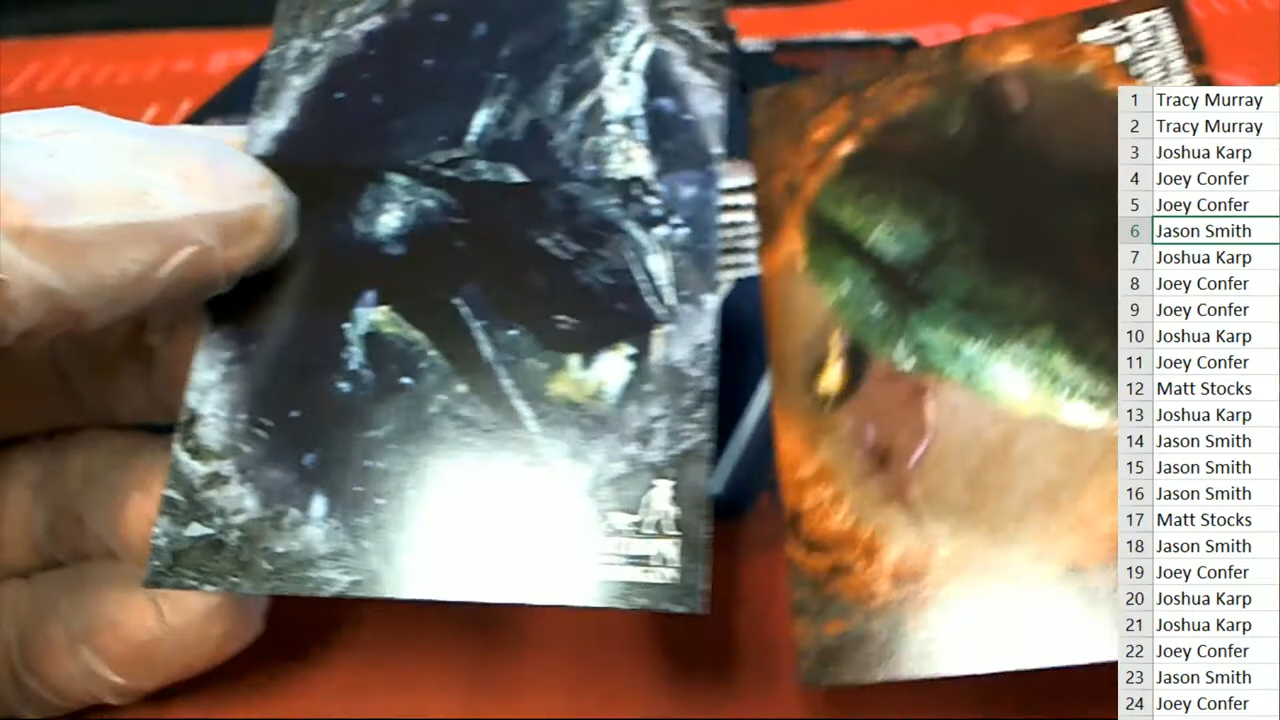 1 Tracy Murray
2 Tracy Murray
3 Joshua Karp
4 Joey Confer
5 Joey Confer
6 Jason Smith
7 Joshua Karp
8 Joey Confer
9 Joey Confer
10 Joshua Karp
11 Joey Confer
12 Matt Stocks
13 Joshua Karp
14 Jason Smith
15 Jason Smith
16 Jason Smith
17 Matt Stocks
18 Jason Smith
19 Joey Confer
20 Joshua Karp
21 Joshua Karp
22 Joey Confer
23 Jason Smith
24 Joey Confer